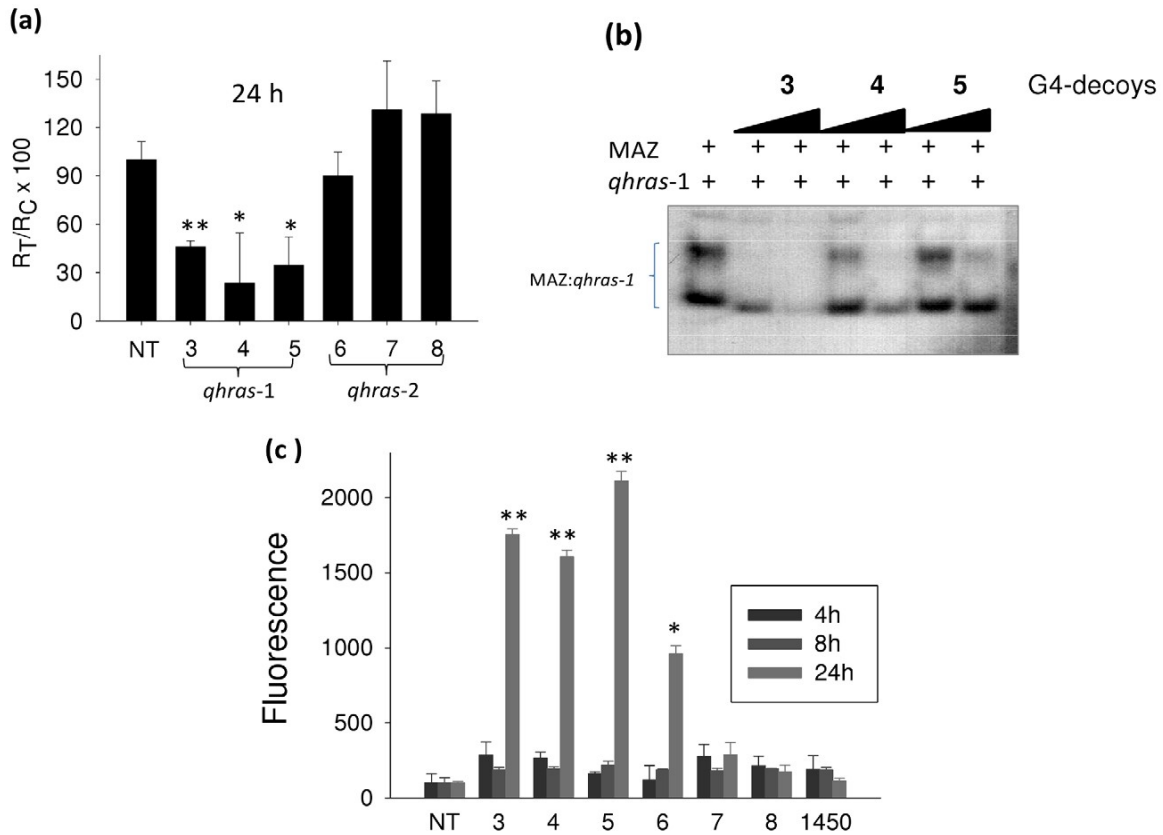 (a)
150
120
90
60
30
0
R_T/R_C x 100
24 h
**
*
*
NT 3 4 5 6 7 8
qhras-1 qhras-2
(b)
3 4 5 G4-decoys
MAZ + + + + + + +
qhras-1 + + + + + + +
MAZ:qhras-1
(c )
2000
1500
1000
500
0
Fluorescence
**
**
**
*
4h
8h
24h
NT 3 4 5 6 7 8 1450